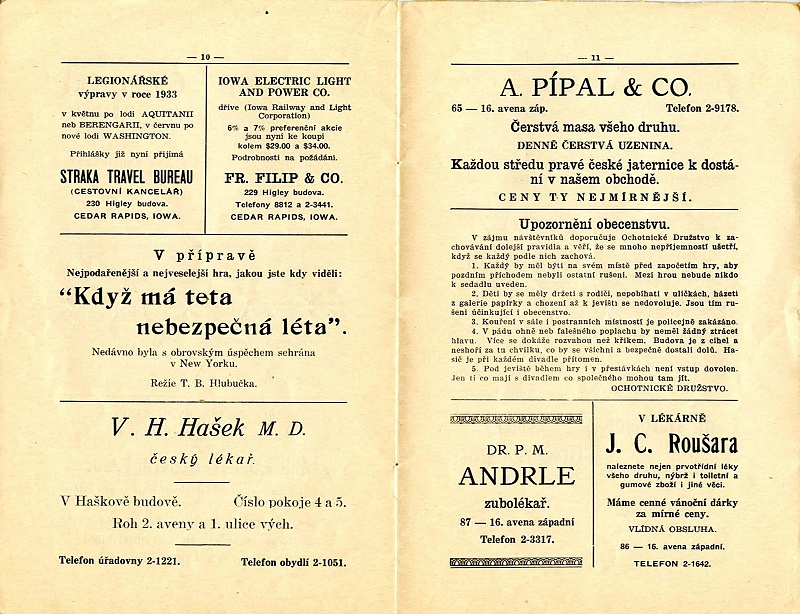 — 10 —
LEGIONÁŘSKÉ
výpravy v roce 1933
v květnu po lodi AQUITANII
neb BERENGARII, v červnu po
nové lodi WASHINGTON.
Přihlášky již nyní přijímá
STRAKA TRAVEL BUREAU
(CESTOVNÍ KANCELÁŘ)
230 Higley budova.
CEDAR RAPIDS, IOWA.
IOWA ELECTRIC LIGHT
AND POWER CO.
dříve (Iowa Railway and Light
Corporation)
6% a 7% preferenční akcie
jsou nyní ke koupi
kolem $29.00 a $34.00.
Podrobnosti na požádání.
FR. FILIP & CO.
229 Higley budova.
Telefony 8812 a 2-3441.
CEDAR RAPIDS, IOWA.
V přípravě
Nejpodařenější a nejveselejší hra, jakou jste kdy viděli:
“Když má teta
nebezpečná léta”.
Nedávno byla s obrovským úspěchem sehrána
v New Yorku.
Režie T. B. Hlubučka.
V. H. Hašek M. D.
český lékař.
V Haškově budově. Číslo pokoje 4 a 5.
Roh 2. aveny a 1. ulice vých.
Telefon úřadovny 2-1221. Telefon obydlí 2-1051.
— 11 —
A. PÍPAL & CO.
65 — 16. avena záp. Telefon 2-9178.
Čerstvá masa všeho druhu.
DENNĚ ČERSTVÁ UZENINA.
Každou středu pravé české jaternice k dostá-
ní v našem obchodě.
CENY TY NEJMÍRNĚJŠÍ.
Upozornění obecenstvu.
V zájmu návštěvníků doporučuje Ochotnické Družstvo k za-
chovávání dolejší pravidla a věří, že se mnoho nepříjemností ušetří,
když se každý podle nich zachová.
1. Každý by měl býti na svém místě před započetím hry, aby
pozdním příchodem nebyli ostatní rušeni. Mezi hrou nebude nikdo
k sedadlu uveden.
2. Děti by se měly držeti s rodiči, nepobíhati v uličkách, házeti
z galerie papírky a chození až k jevišti se nedovoluje. Jsou tím ru-
šeni účinkující i obecenstvo.
3. Kouření v sále i postranních místností je policejně zakázáno.
4. V pádu ohně neb falešného poplachu by neměl žádný ztrácet
hlavu. Více se dokáže rozvahou než křikem. Budova je z cihel a
neshoří za tu chvilku, co by se všichni a bezpečně dostali dolů. Ha-
sič je při každém divadle přítomen.
5. Pod jeviště během hry i v přestávkách není vstup dovolen.
Jen ti co mají s divadlem co společného mohou tam jít.
OCHOTNICKÉ DRUŽSTVO.
DR. P. M.
ANDRLE
zubolékař.
87 — 16. avena západní
Telefon 2-3317.
V LÉKÁRNĚ
J. C. Roušara
naleznete nejen prvotřídní léky
všeho druhu, nýbrž i toiletní a
gumové zboží i jiné věci.
Máme cenné vánoční dárky
za mírné ceny.
VLÍDNÁ OBSLUHA.
86 — 16. avena západní.
TELEFON 2-1642.